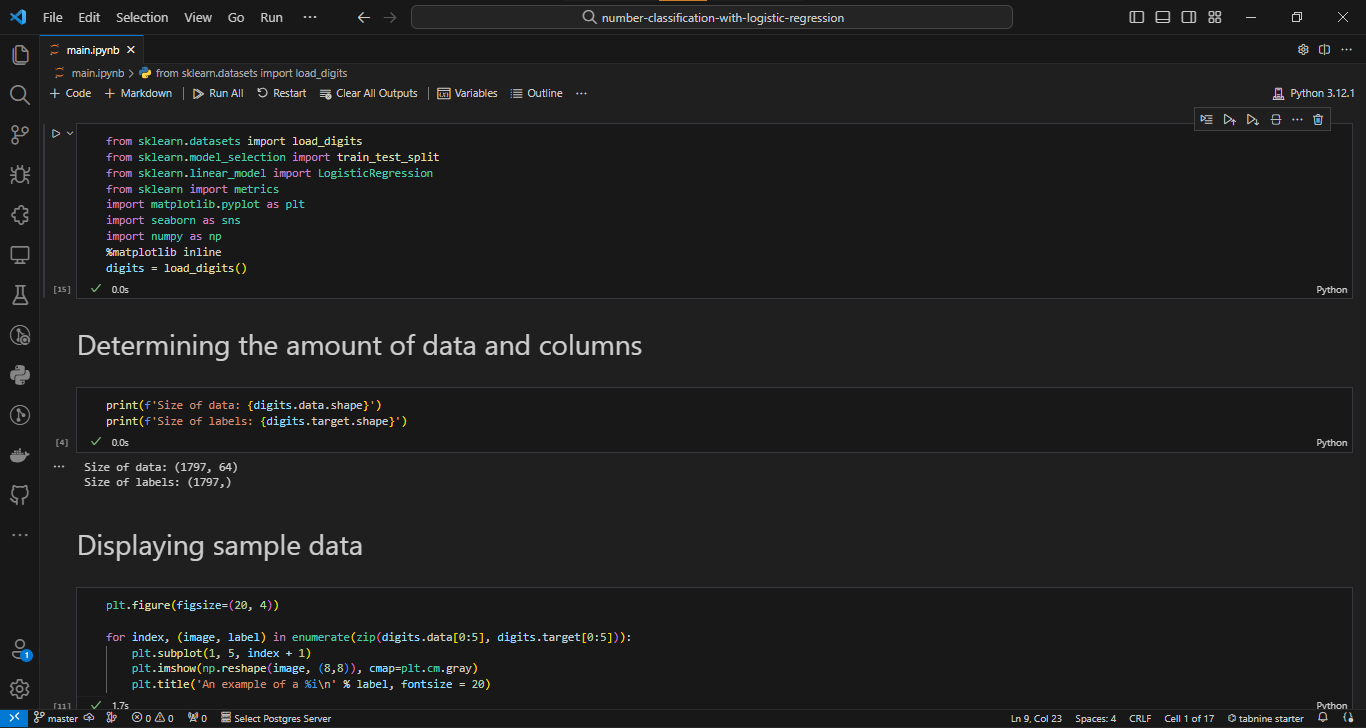 File Edit Selection View Go Run ··· number-classification-with-logistic-regression
main.ipynb
main.ipynb > from sklearn.datasets import load_digits
+ Code + Markdown | Run All Restart Clear All Outputs | Variables Outline ··· Python 3.12.1
from sklearn.datasets import load_digits
from sklearn.model_selection import train_test_split
from sklearn.linear_model import LogisticRegression
from sklearn import metrics
import matplotlib.pyplot as plt
import seaborn as sns
import numpy as np
%matplotlib inline
digits = load_digits()
[15] 0.0s Python
Determining the amount of data and columns
print(f'Size of data: {digits.data.shape}')
print(f'Size of labels: {digits.target.shape}')
[4] 0.0s Python
··· Size of data: (1797, 64)
Size of labels: (1797,)
Displaying sample data
plt.figure(figsize=(20, 4))
for index, (image, label) in enumerate(zip(digits.data[0:5], digits.target[0:5])):
plt.subplot(1, 5, index + 1)
plt.imshow(np.reshape(image, (8,8)), cmap=plt.cm.gray)
plt.title('An example of a %i\n' % label, fontsize = 20)
[11] 1.7s Python
1
master 0 0 0 Select Postgres Server Ln 9, Col 23 Spaces: 4 CRLF Cell 1 of 17 tabnine starter